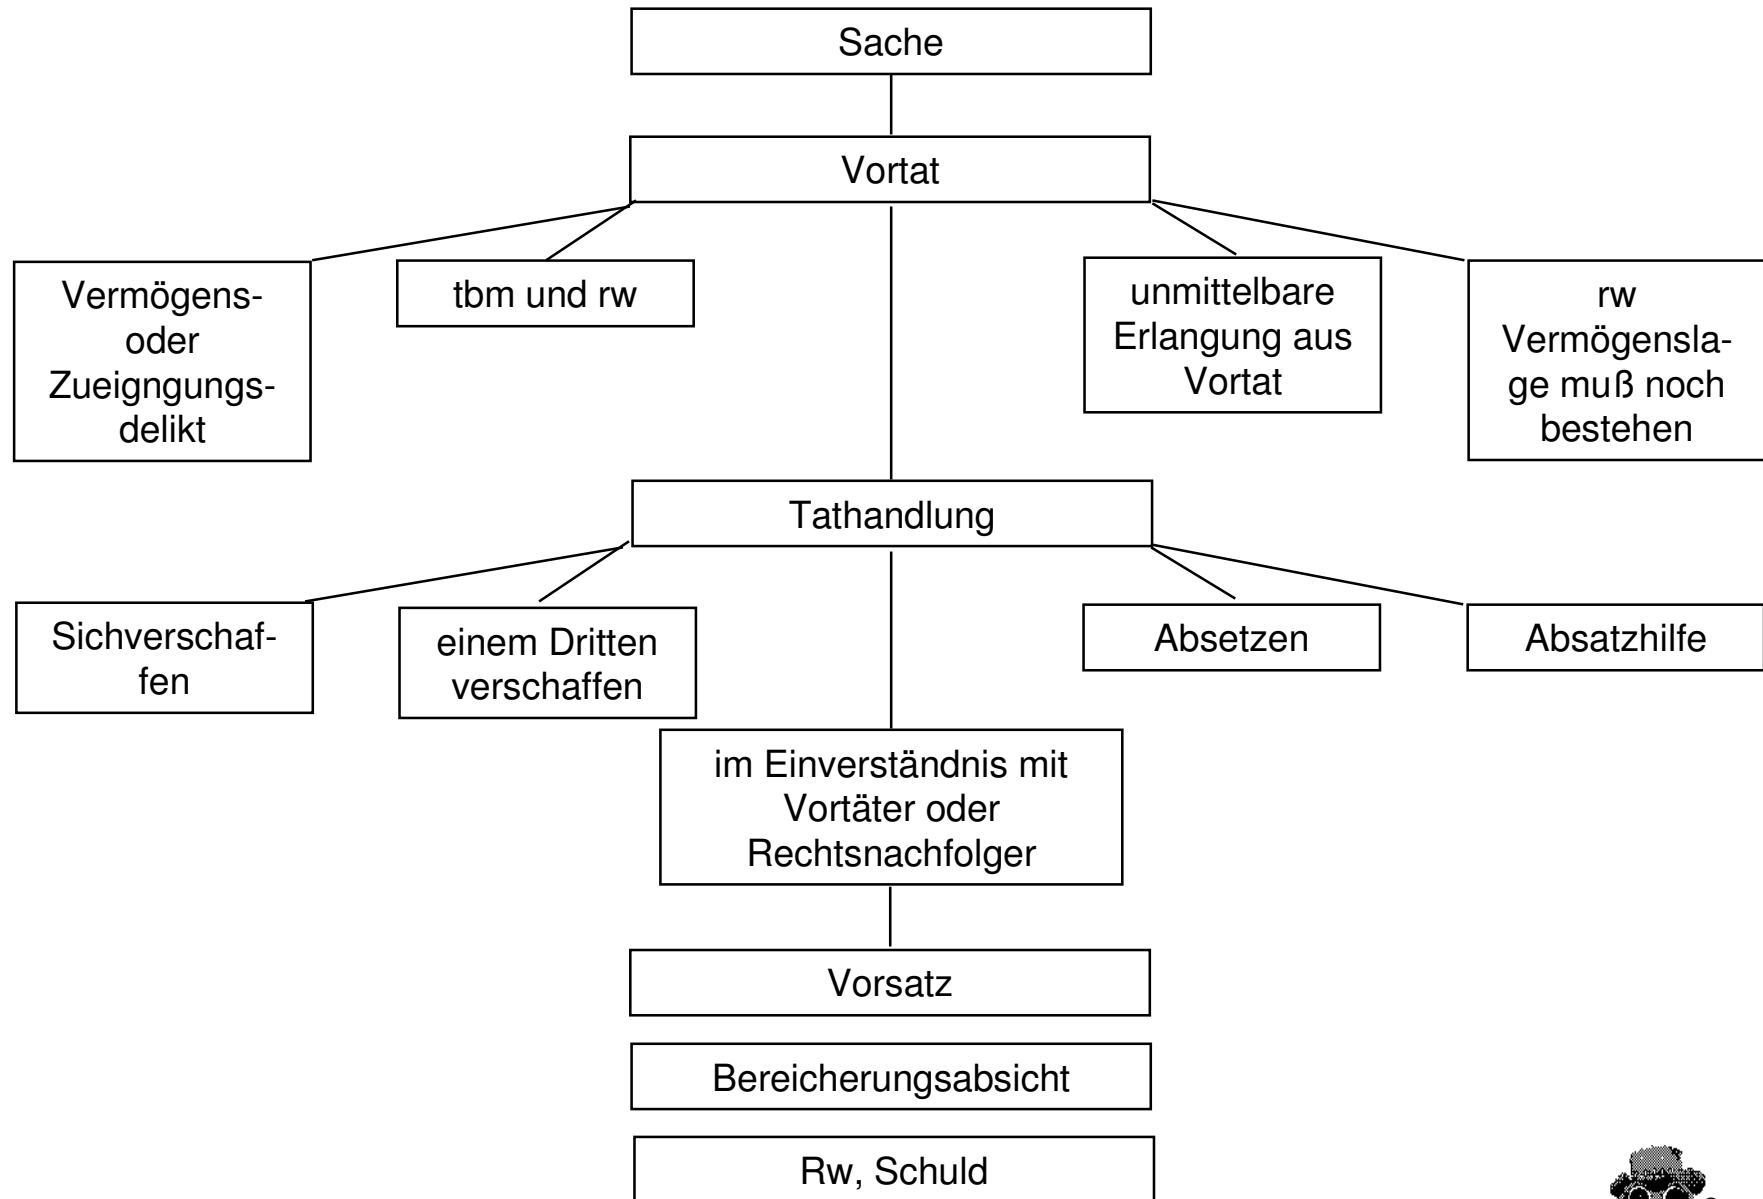 Sache
Vortat
Vermögens-
oder
Zueigngungs-
delikt
tbm und rw
unmittelbare
Erlangung aus
Vortat
rw
Vermögensla-
ge muß noch
bestehen
Tathandlung
Sichverschaf-
fen
einem Dritten
verschaffen
Absetzen
Absatzhilfe
im Einverständnis mit
Vortäter oder
Rechtsnachfolger
Vorsatz
Bereicherungsabsicht
Rw, Schuld